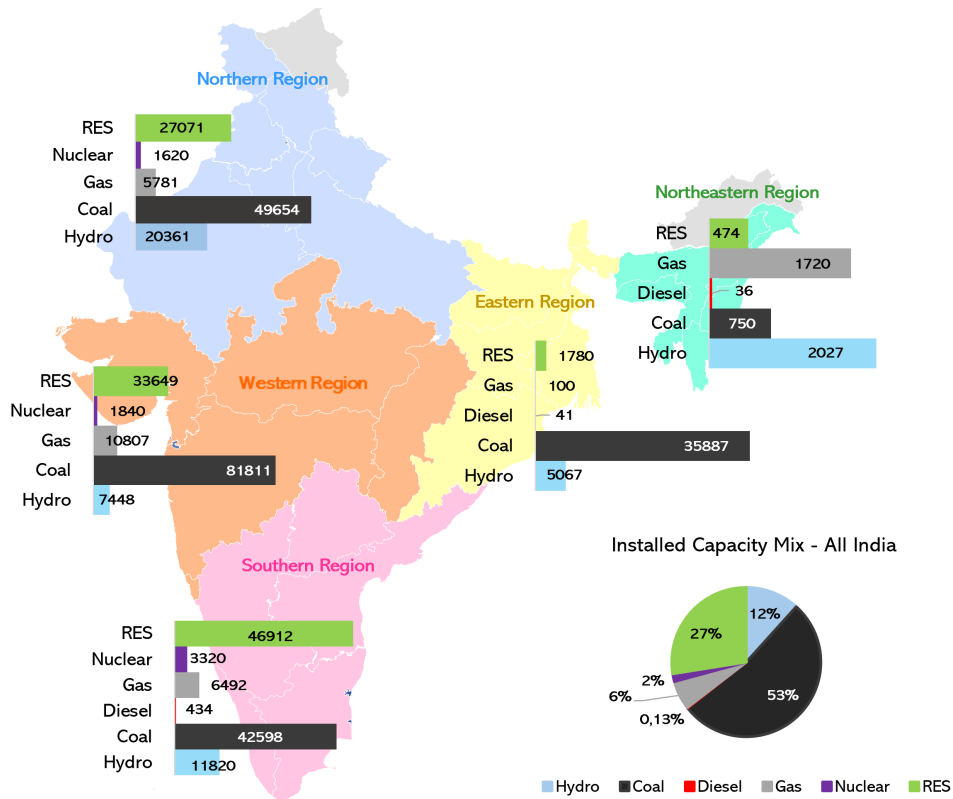 Northern Region
RES 27071
Nuclear 1620
Gas 5781
Coal 49654
Hydro 20361
Northeastern Region
RES 474
Gas 1720
Diesel 36
Coal 750
Hydro 2027
Eastern Region
RES 1780
Gas 100
Diesel 41
Coal 35887
Hydro 5067
Western Region
RES 33649
Nuclear 1840
Gas 10807
Coal 81811
Hydro 7448
Southern Region
RES 46912
Nuclear 3320
Gas 6492
Diesel 434
Coal 42598
Hydro 11820
Installed Capacity Mix - All India
12%
27%
2%
6%
53%
0,13%
Hydro Coal Diesel Gas Nuclear RES